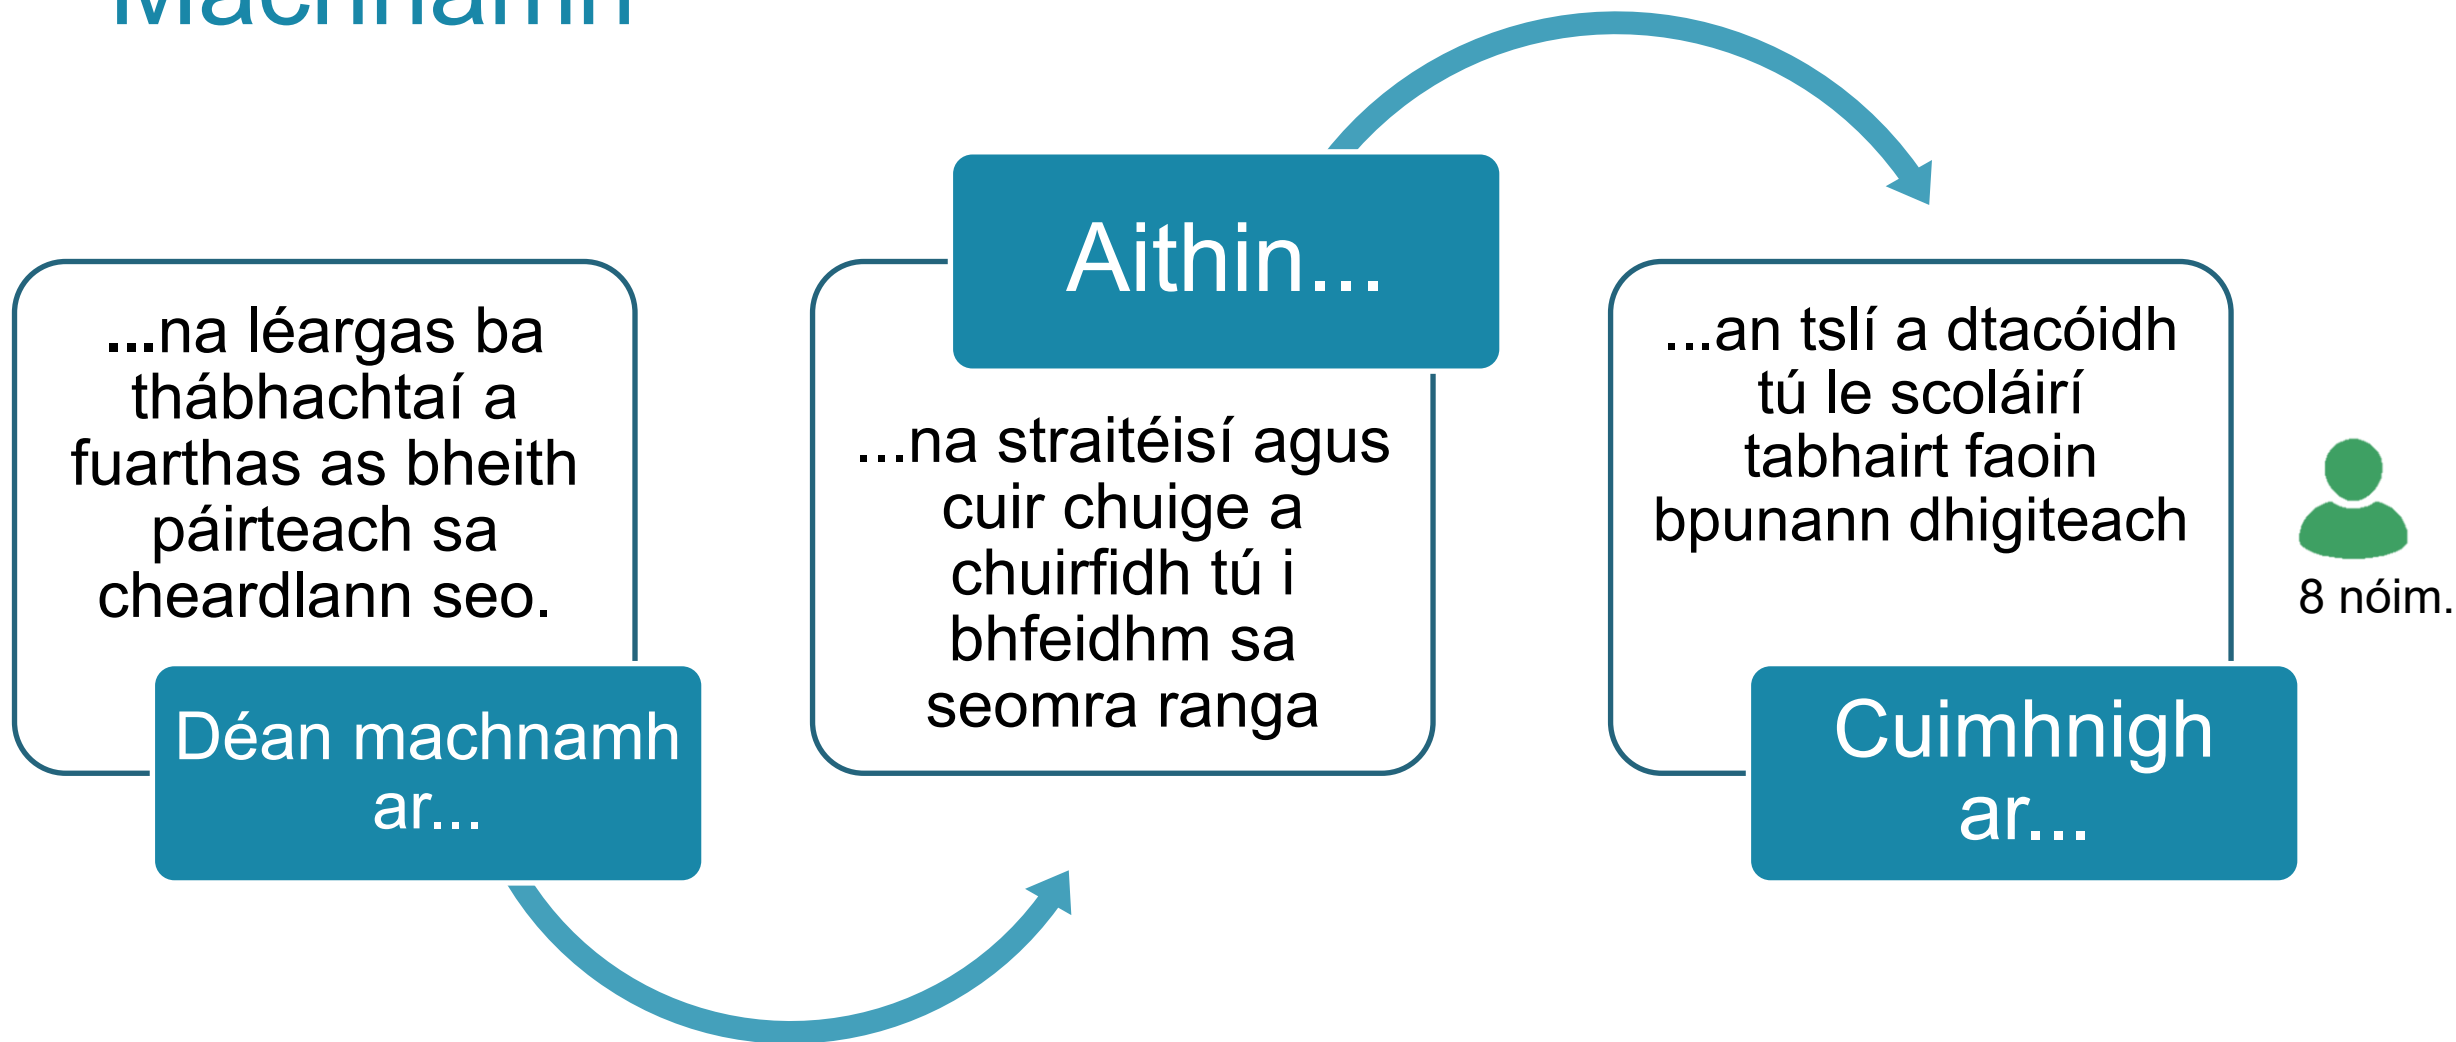 Machnamh
...na léargas ba
thábhachtaí a
fuarthas as bheith
páirteach sa
cheardlann seo.
Déan machnamh
ar...
Aithin...
...na straitéisí agus
cuir chuige a
chuirfidh tú i
bhfeidhm sa
seomra ranga
...an tslí a dtacóidh
tú le scoláirí
tabhairt faoin
bpunann dhigiteach
Cuimhnigh
ar...
8 nóim.